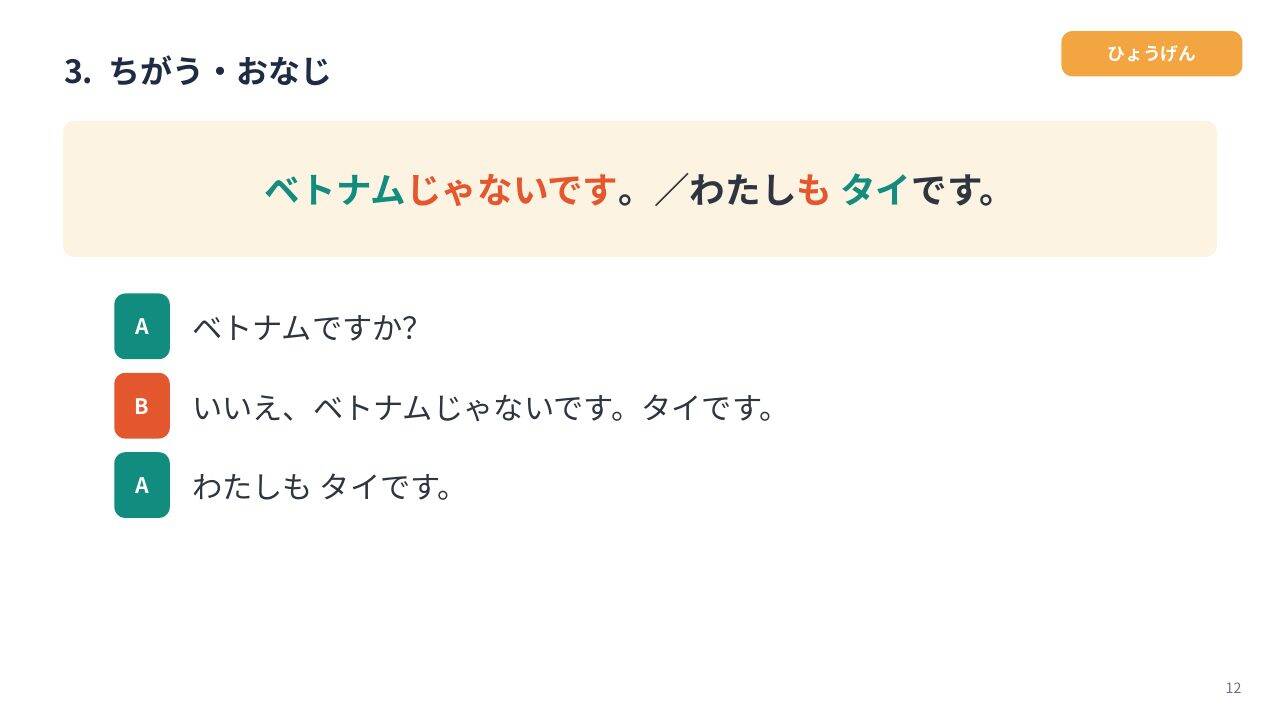 3. ちがう・おなじ
ひょうげん
ベトナムじゃないです。／わたしも タイです。
A
ベトナムですか?
B
いいえ、ベトナムじゃないです。タイです。
A
わたしも タイです。
12